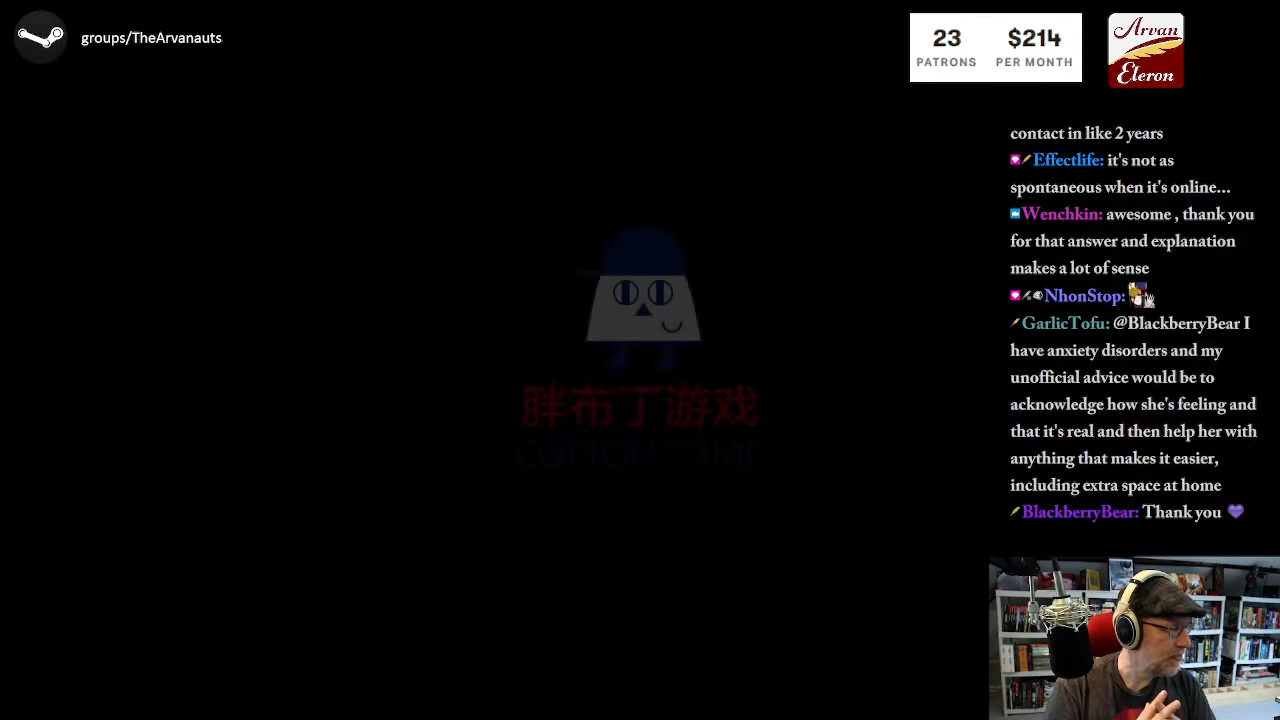 groups/TheArvanauts
23
$214
PATRONS
PER MONTH
Arvan
Eleron
contact in like 2 years
Effectlife: it's not as
spontaneous when it's online...
Wenchkin: awesome , thank you
for that answer and explanation
makes a lot of sense
NhonStop:
GarlicTofu: @BlackberryBear I
have anxiety disorders and my
unofficial advice would be to
acknowledge how she's feeling and
that it's real and then help her with
anything that makes it easier,
including extra space at home
BlackberryBear: Thank you
胖布丁游戏